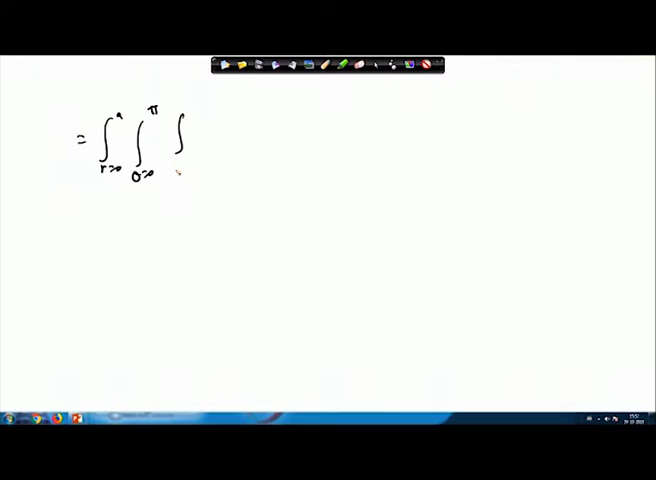 = ∫_{r=0}^{a} ∫_{θ=0}^{π} ∫